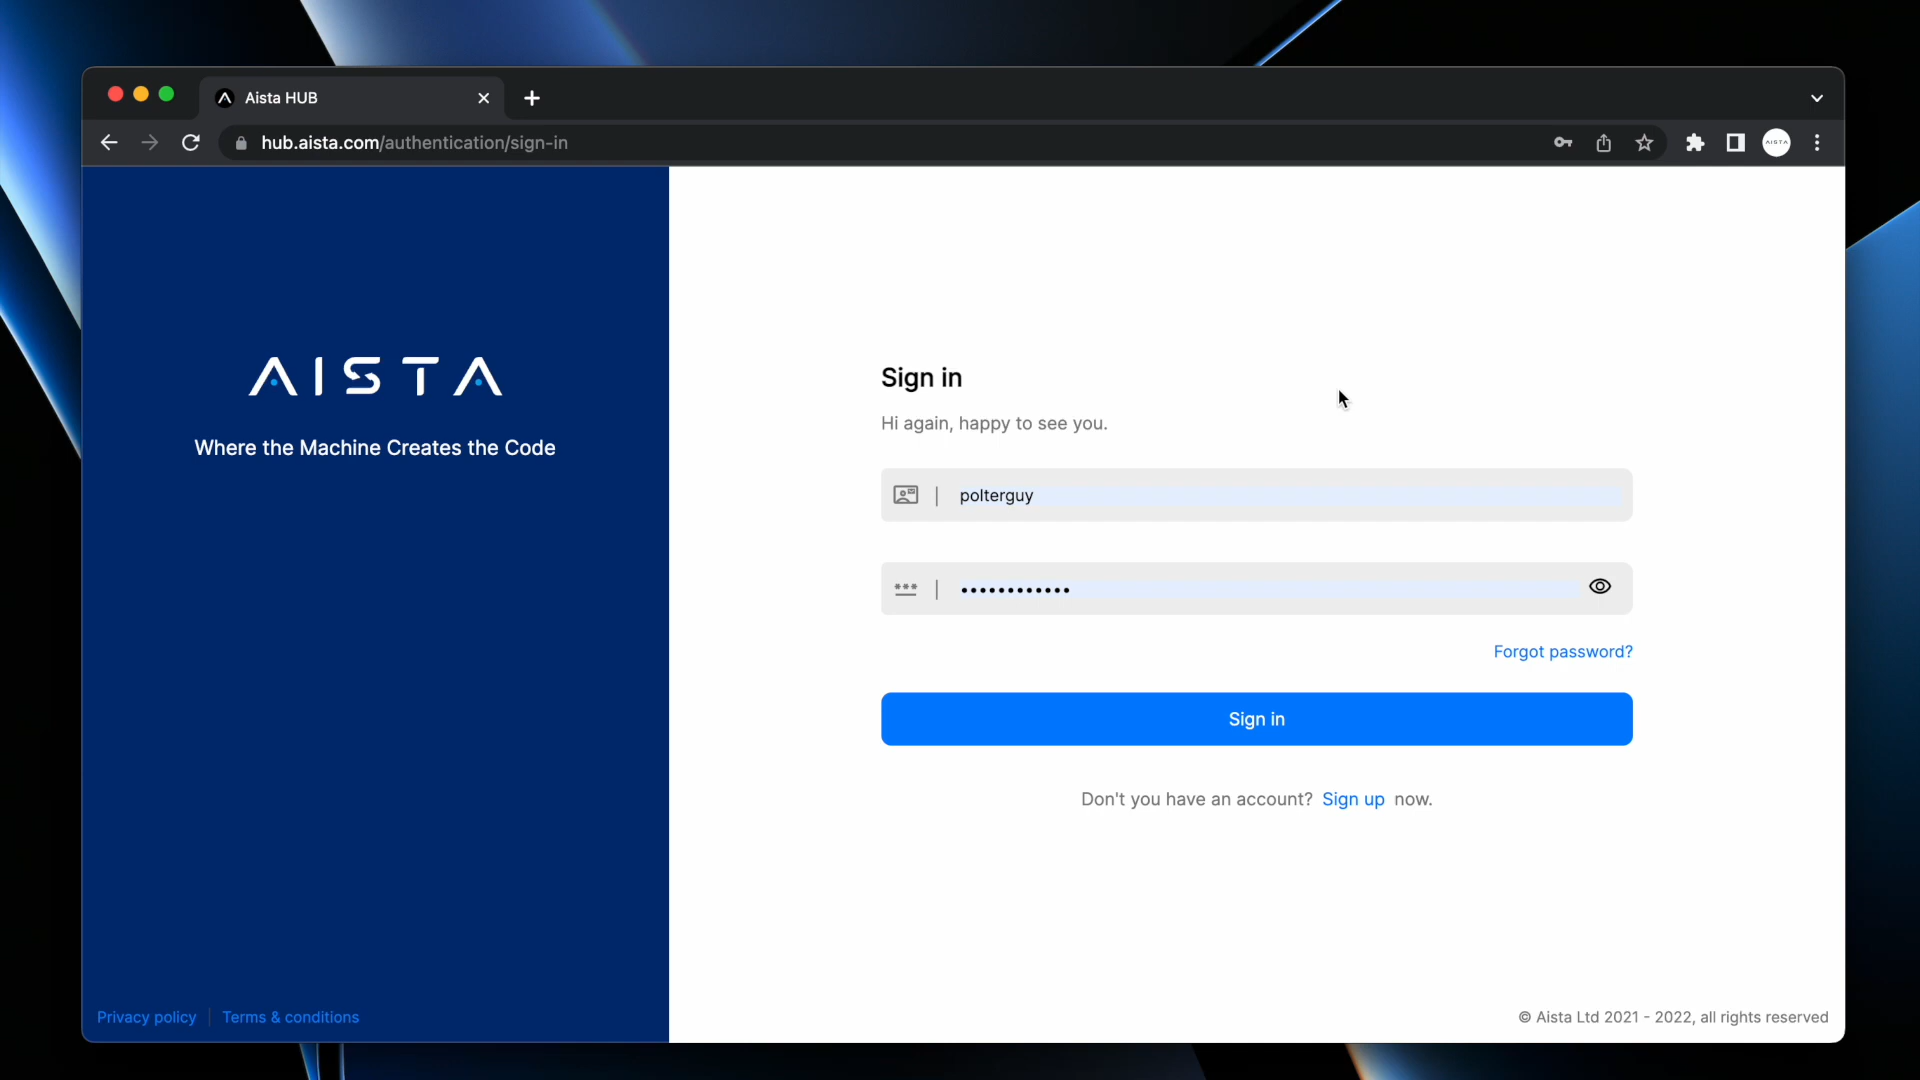 Aista HUB
hub.aista.com/authentication/sign-in
AISTA
AISTA
Where the Machine Creates the Code
Sign in
Hi again, happy to see you.
polterguy
Forgot password?
Sign in
Don't you have an account? Sign up now.
Privacy policy | Terms & conditions
© Aista Ltd 2021 - 2022, all rights reserved